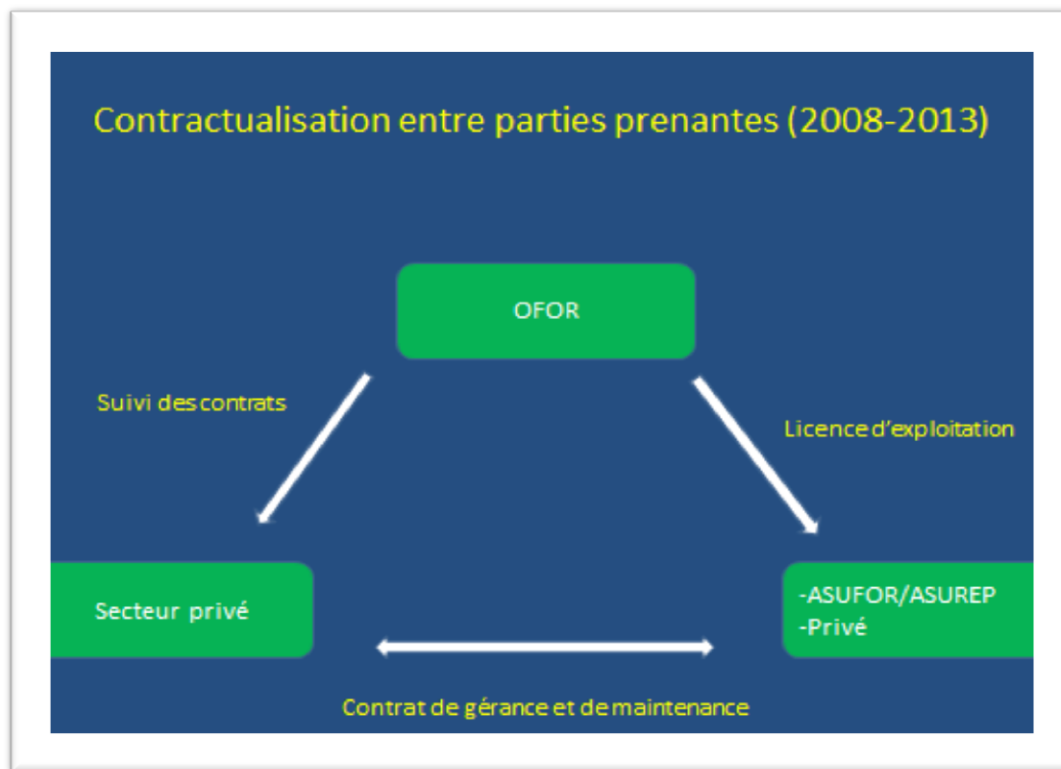 Contractualisation entre parties prenantes (2008-2013)
OFOR
Suivi des contrats
Licence d'exploitation
Secteur privé
-ASUFOR/ASUREP
-Privé
Contrat de gérance et de maintenance